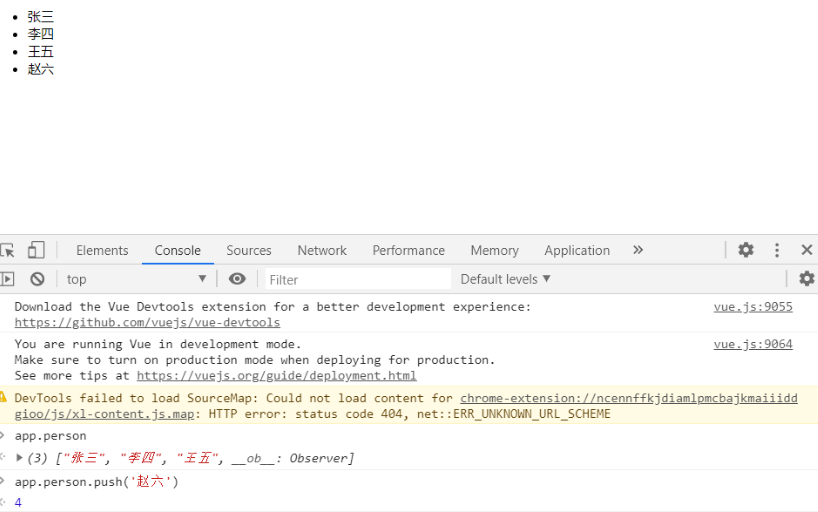 张三
李四
王五
赵六
Elements Console Sources Network Performance Memory Application »
top ▼ Filter Default levels ▼
Download the Vue Devtools extension for a better development experience: vue.js:9055
https://github.com/vuejs/vue-devtools
You are running Vue in development mode. vue.js:9064
Make sure to turn on production mode when deploying for production.
See more tips at https://vuejs.org/guide/deployment.html
DevTools failed to load SourceMap: Could not load content for chrome-extension://ncennffkjdiamlpmcbajkmaiiiidd
gioo/js/xl-content.js.map: HTTP error: status code 404, net::ERR_UNKNOWN_URL_SCHEME
app.person
(3) ["张三", "李四", "王五", __ob__: Observer]
app.person.push('赵六')
4